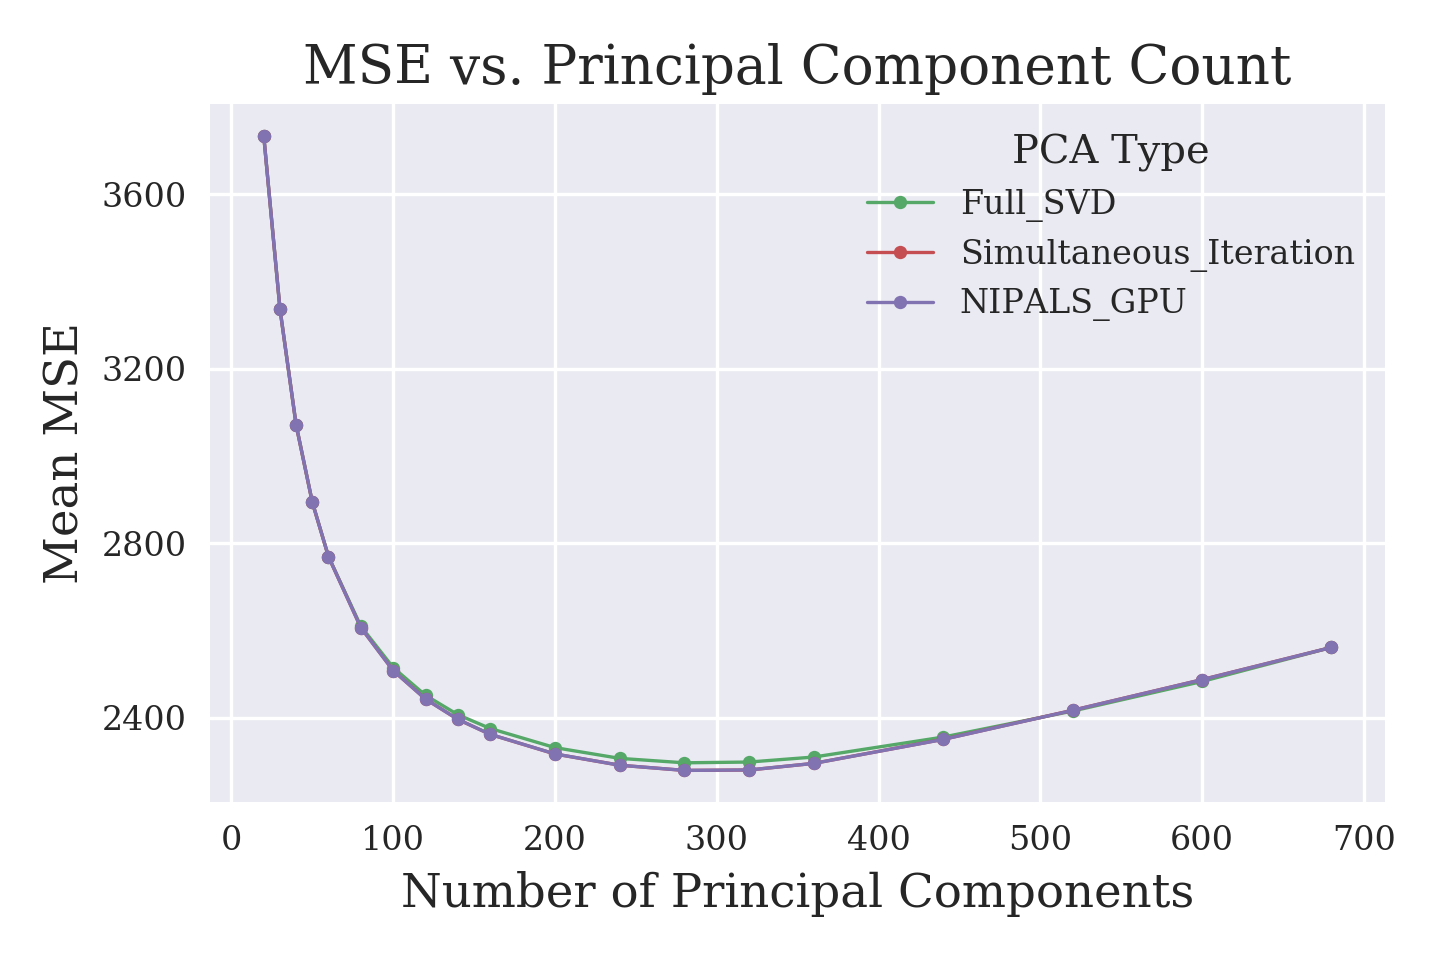 MSE vs. Principal Component Count
PCA Type
Full_SVD
Simultaneous_Iteration
NIPALS_GPU
Mean MSE
3600
3200
2800
2400
0 100 200 300 400 500 600 700
Number of Principal Components